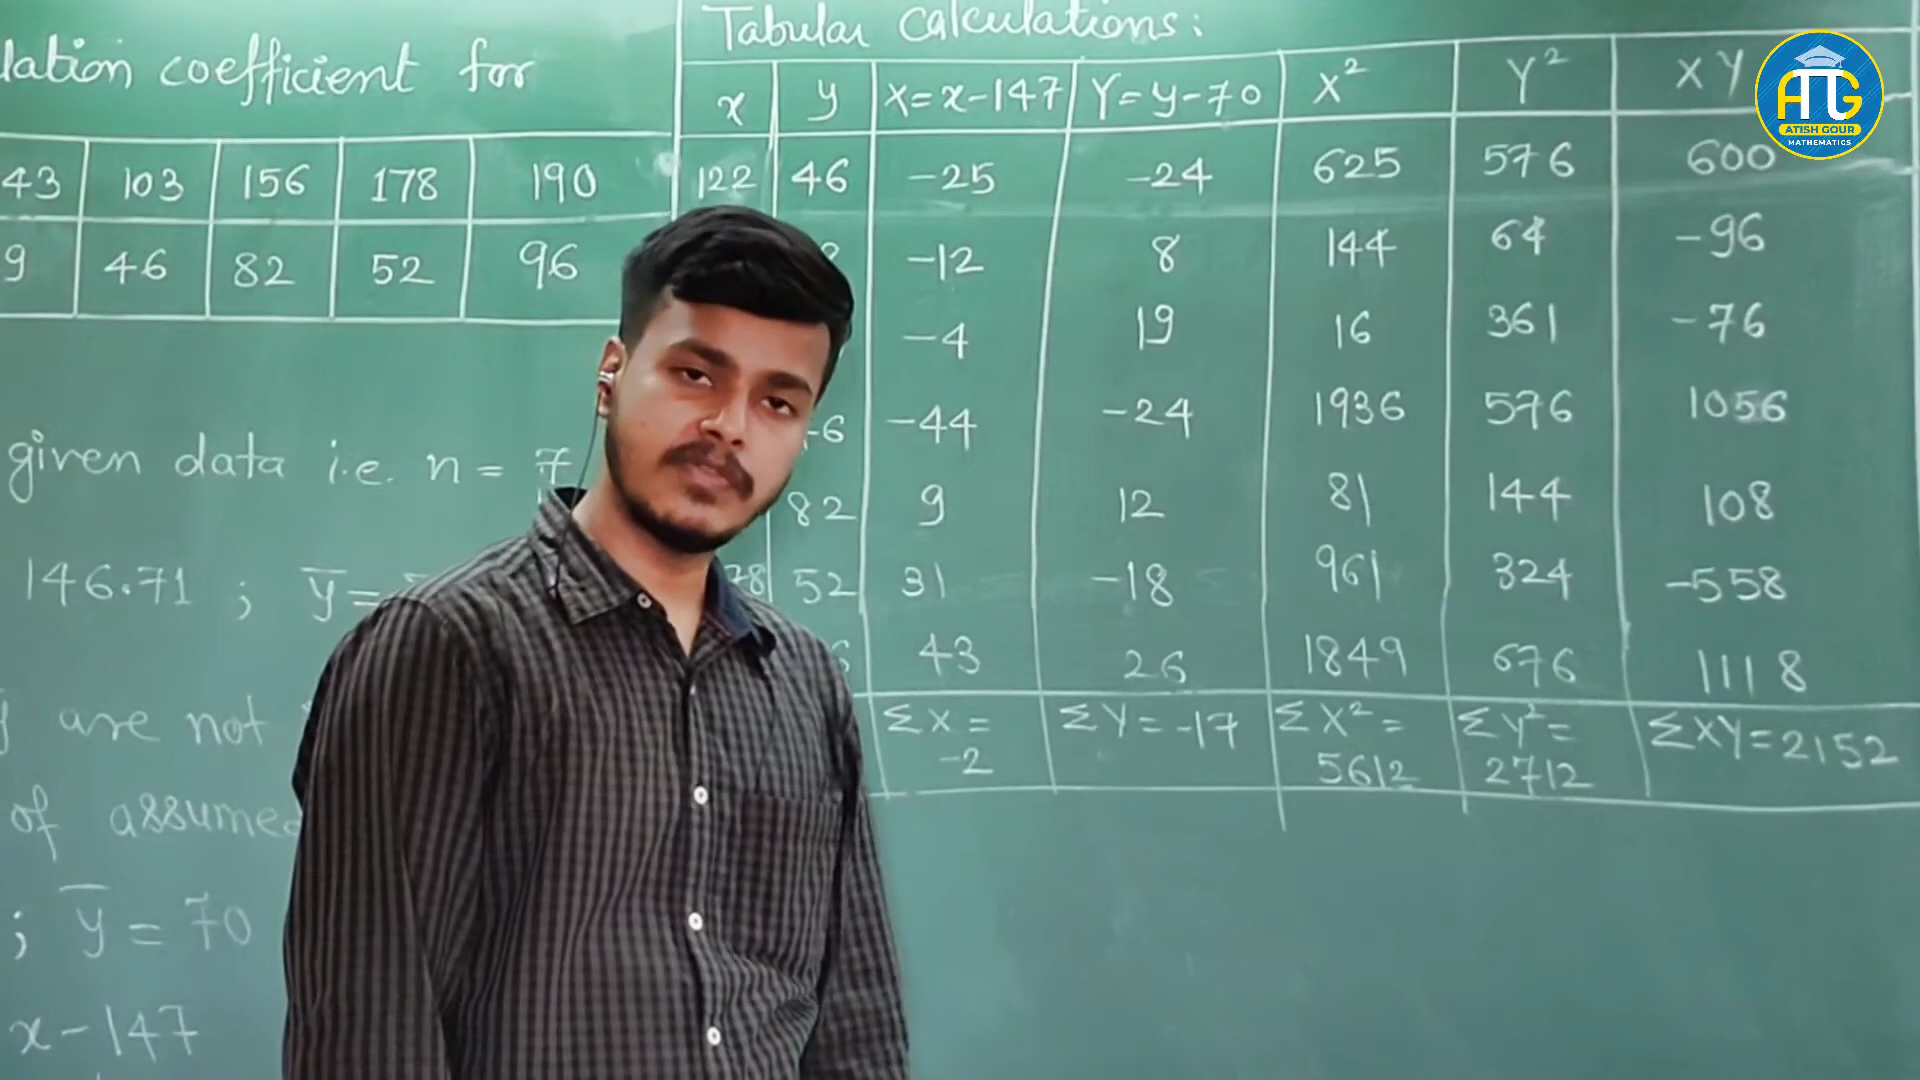 lation coefficient for
43 103 156 178 190
9 46 82 52 96
given data i.e. n = 7
146.71 ; y̅ =
are not
of assumed
; y̅ = 70
x - 147
Tabular Calculations:
x y X=x-147 Y=y-70 X² Y² XY
122 46 -25 -24 625 576 600
-12 8 144 64 -96
-4 19 16 361 -76
6 -44 -24 1936 576 1056
82 9 12 81 144 108
78 52 31 -18 961 324 -558
43 26 1849 676 1118
ΣX = -2 ΣY = -17 ΣX² = 5612 ΣY² = 2712 ΣXY = 2152
ATG
ATISH GOUR
MATHEMATICS